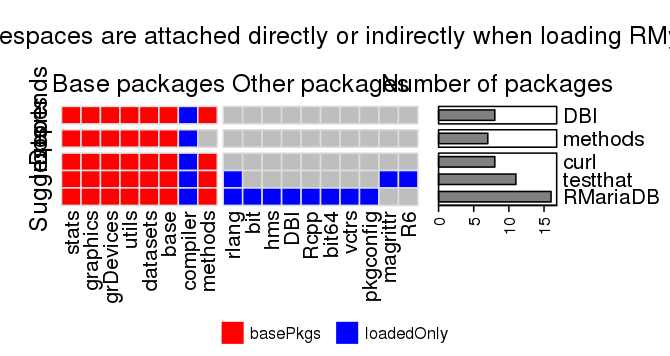 espaces are attached directly or indirectly when loading RMy
Base packages
Other packages
Number of packages
DBI
methods
curl
testthat
RMariaDB
stats
graphics
grDevices
utils
datasets
base
compiler
methods
rlang
bit
hms
DBI
Rcpp
bit64
vctrs
pkgconfig
magrittr
R6
0
5
10
15
basePkgs
loadedOnly